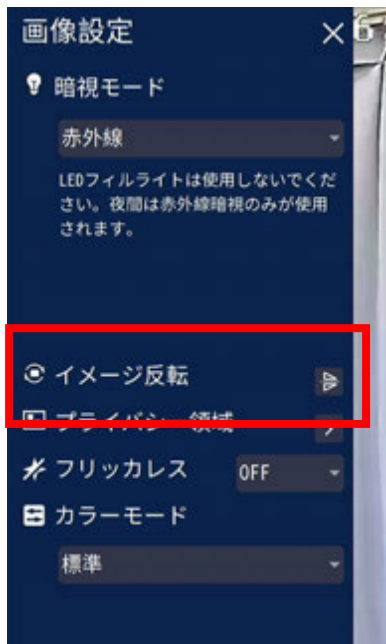 画像設定
6
暗視モード
赤外線
LEDフィルライトは使用しないでくだ
さい。夜間は赤外線暗視のみが使用
されます。
イメージ反転
プライバシー領域
フリッカレス OFF
カラーモード
標準